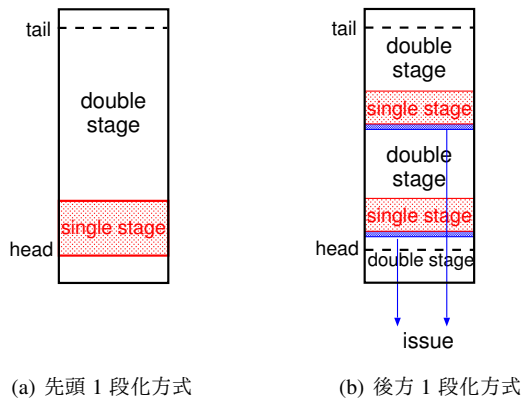 tail
double
stage
single stage
head
(a) 先頭 1 段化方式
tail
double
stage
single stage
double
stage
single stage
head
double stage
issue
(b) 後方 1 段化方式